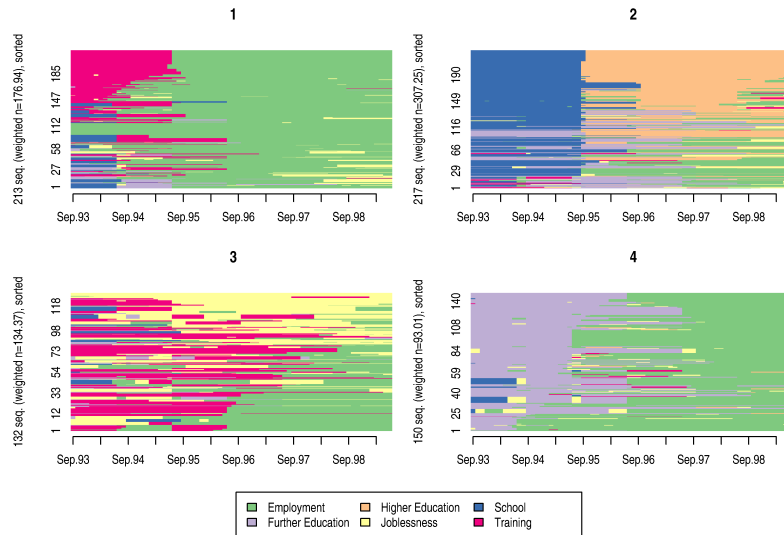 1
2
213 seq. (weighted n=176.94), sorted
1 27 58 112 147 185
Sep.93 Sep.94 Sep.95 Sep.96 Sep.97 Sep.98
217 seq. (weighted n=307.25), sorted
1 29 66 116 149 190
Sep.93 Sep.94 Sep.95 Sep.96 Sep.97 Sep.98
3
4
132 seq. (weighted n=134.37), sorted
1 12 33 54 73 98 118
Sep.93 Sep.94 Sep.95 Sep.96 Sep.97 Sep.98
150 seq. (weighted n=93.01), sorted
1 25 40 59 84 108 140
Sep.93 Sep.94 Sep.95 Sep.96 Sep.97 Sep.98
Employment Higher Education School
Further Education Joblessness Training